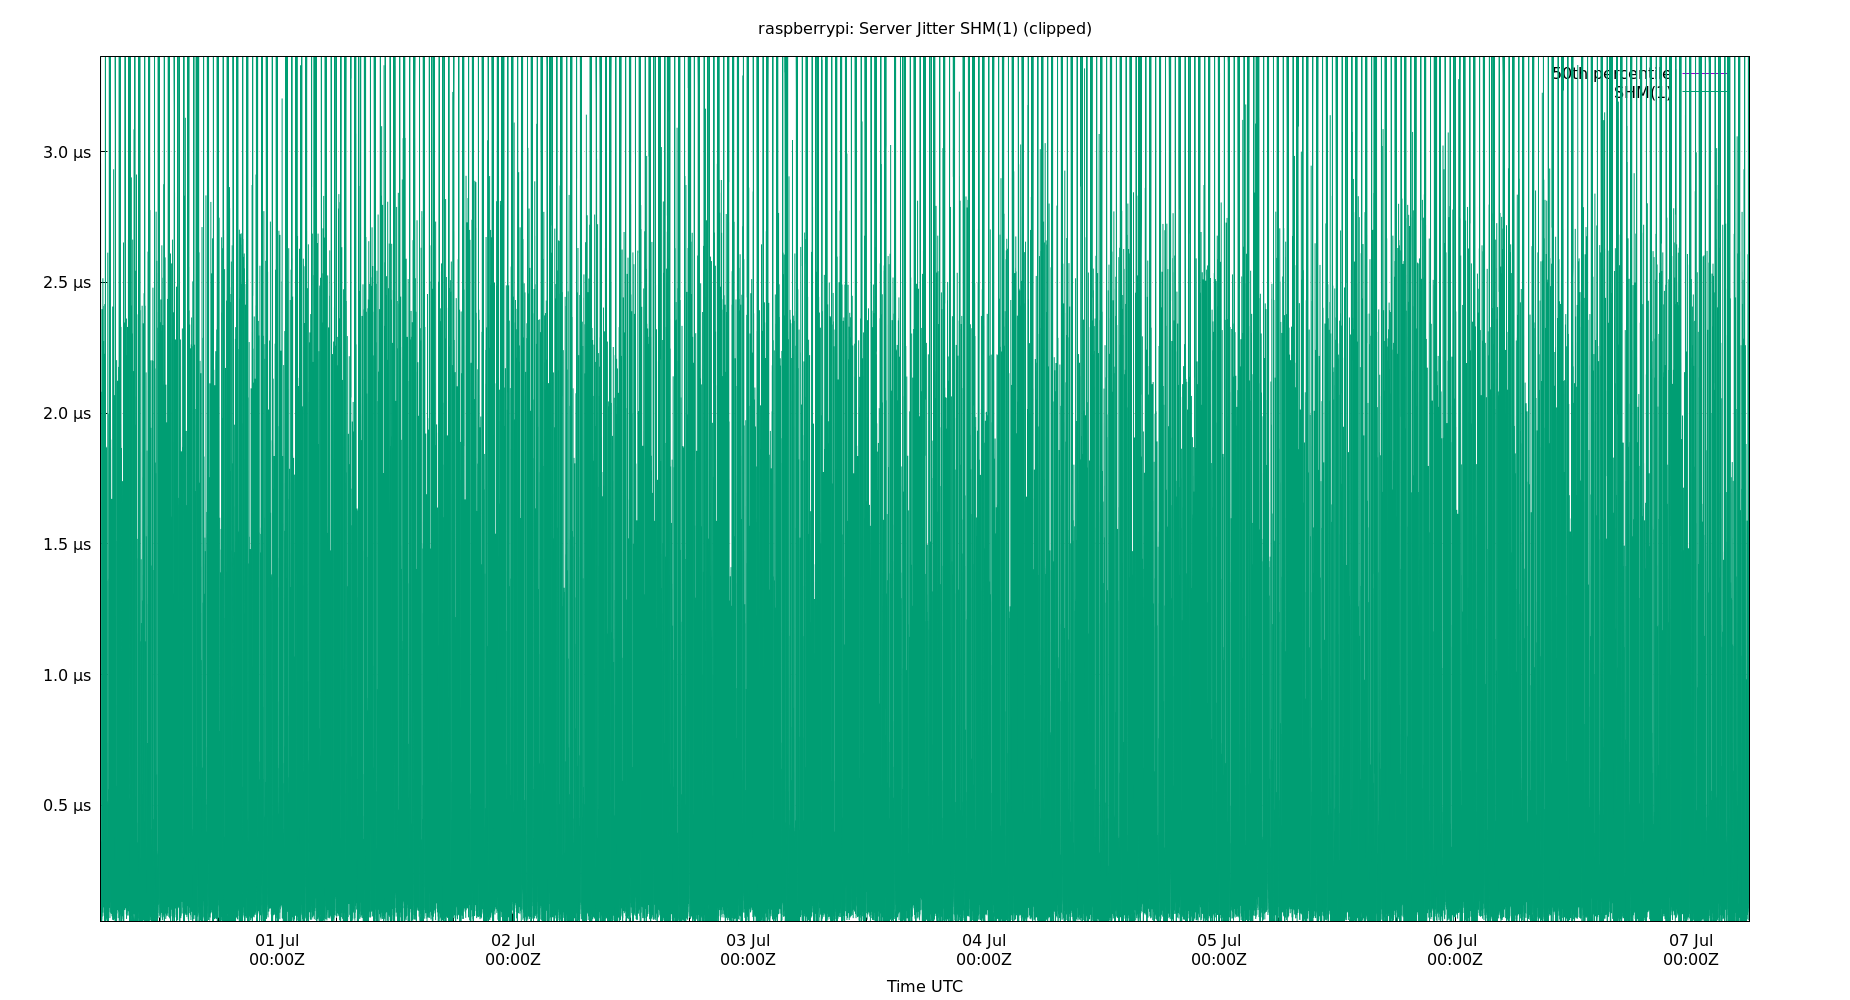 raspberrypi: Server Jitter SHM(1) (clipped)
50th percentile
SHM(1)
3.0 µs
2.5 µs
2.0 µs
1.5 µs
1.0 µs
0.5 µs
01 Jul 02 Jul 03 Jul 04 Jul 05 Jul 06 Jul 07 Jul
00:00Z 00:00Z 00:00Z 00:00Z 00:00Z 00:00Z 00:00Z
Time UTC